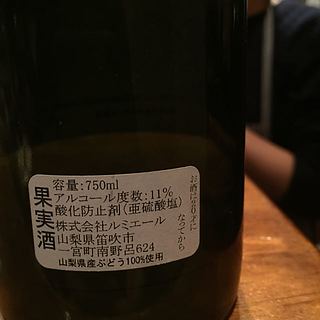 果実酒
容量:750ml
アルコール度数:11%
酸化防止剤(亜硫酸塩)
株式会社ルミエール
山梨県笛吹市
一宮町南野呂624
山梨県産ぶどう100%使用
お酒は20才に
なってから